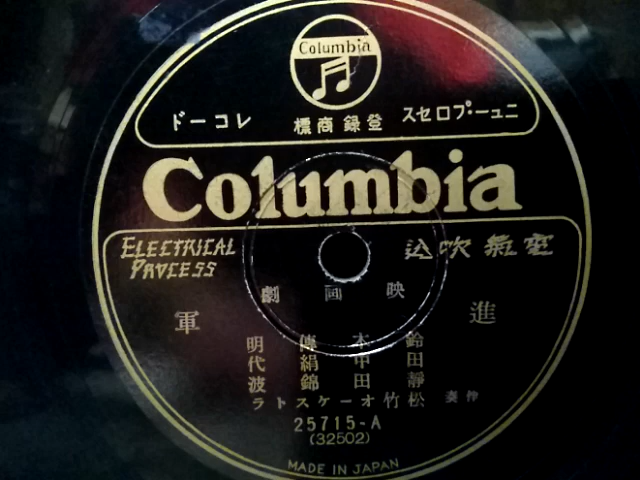 Columbia
ニュー・プロセス 登録商標 レコード
Columbia
ELECTRICAL PROCESS 電氣吹込
映画劇
進軍
鈴木傳明
田中絹代
靜田錦波
伴奏 松竹オーケストラ
25715-A
(32502)
MADE IN JAPAN